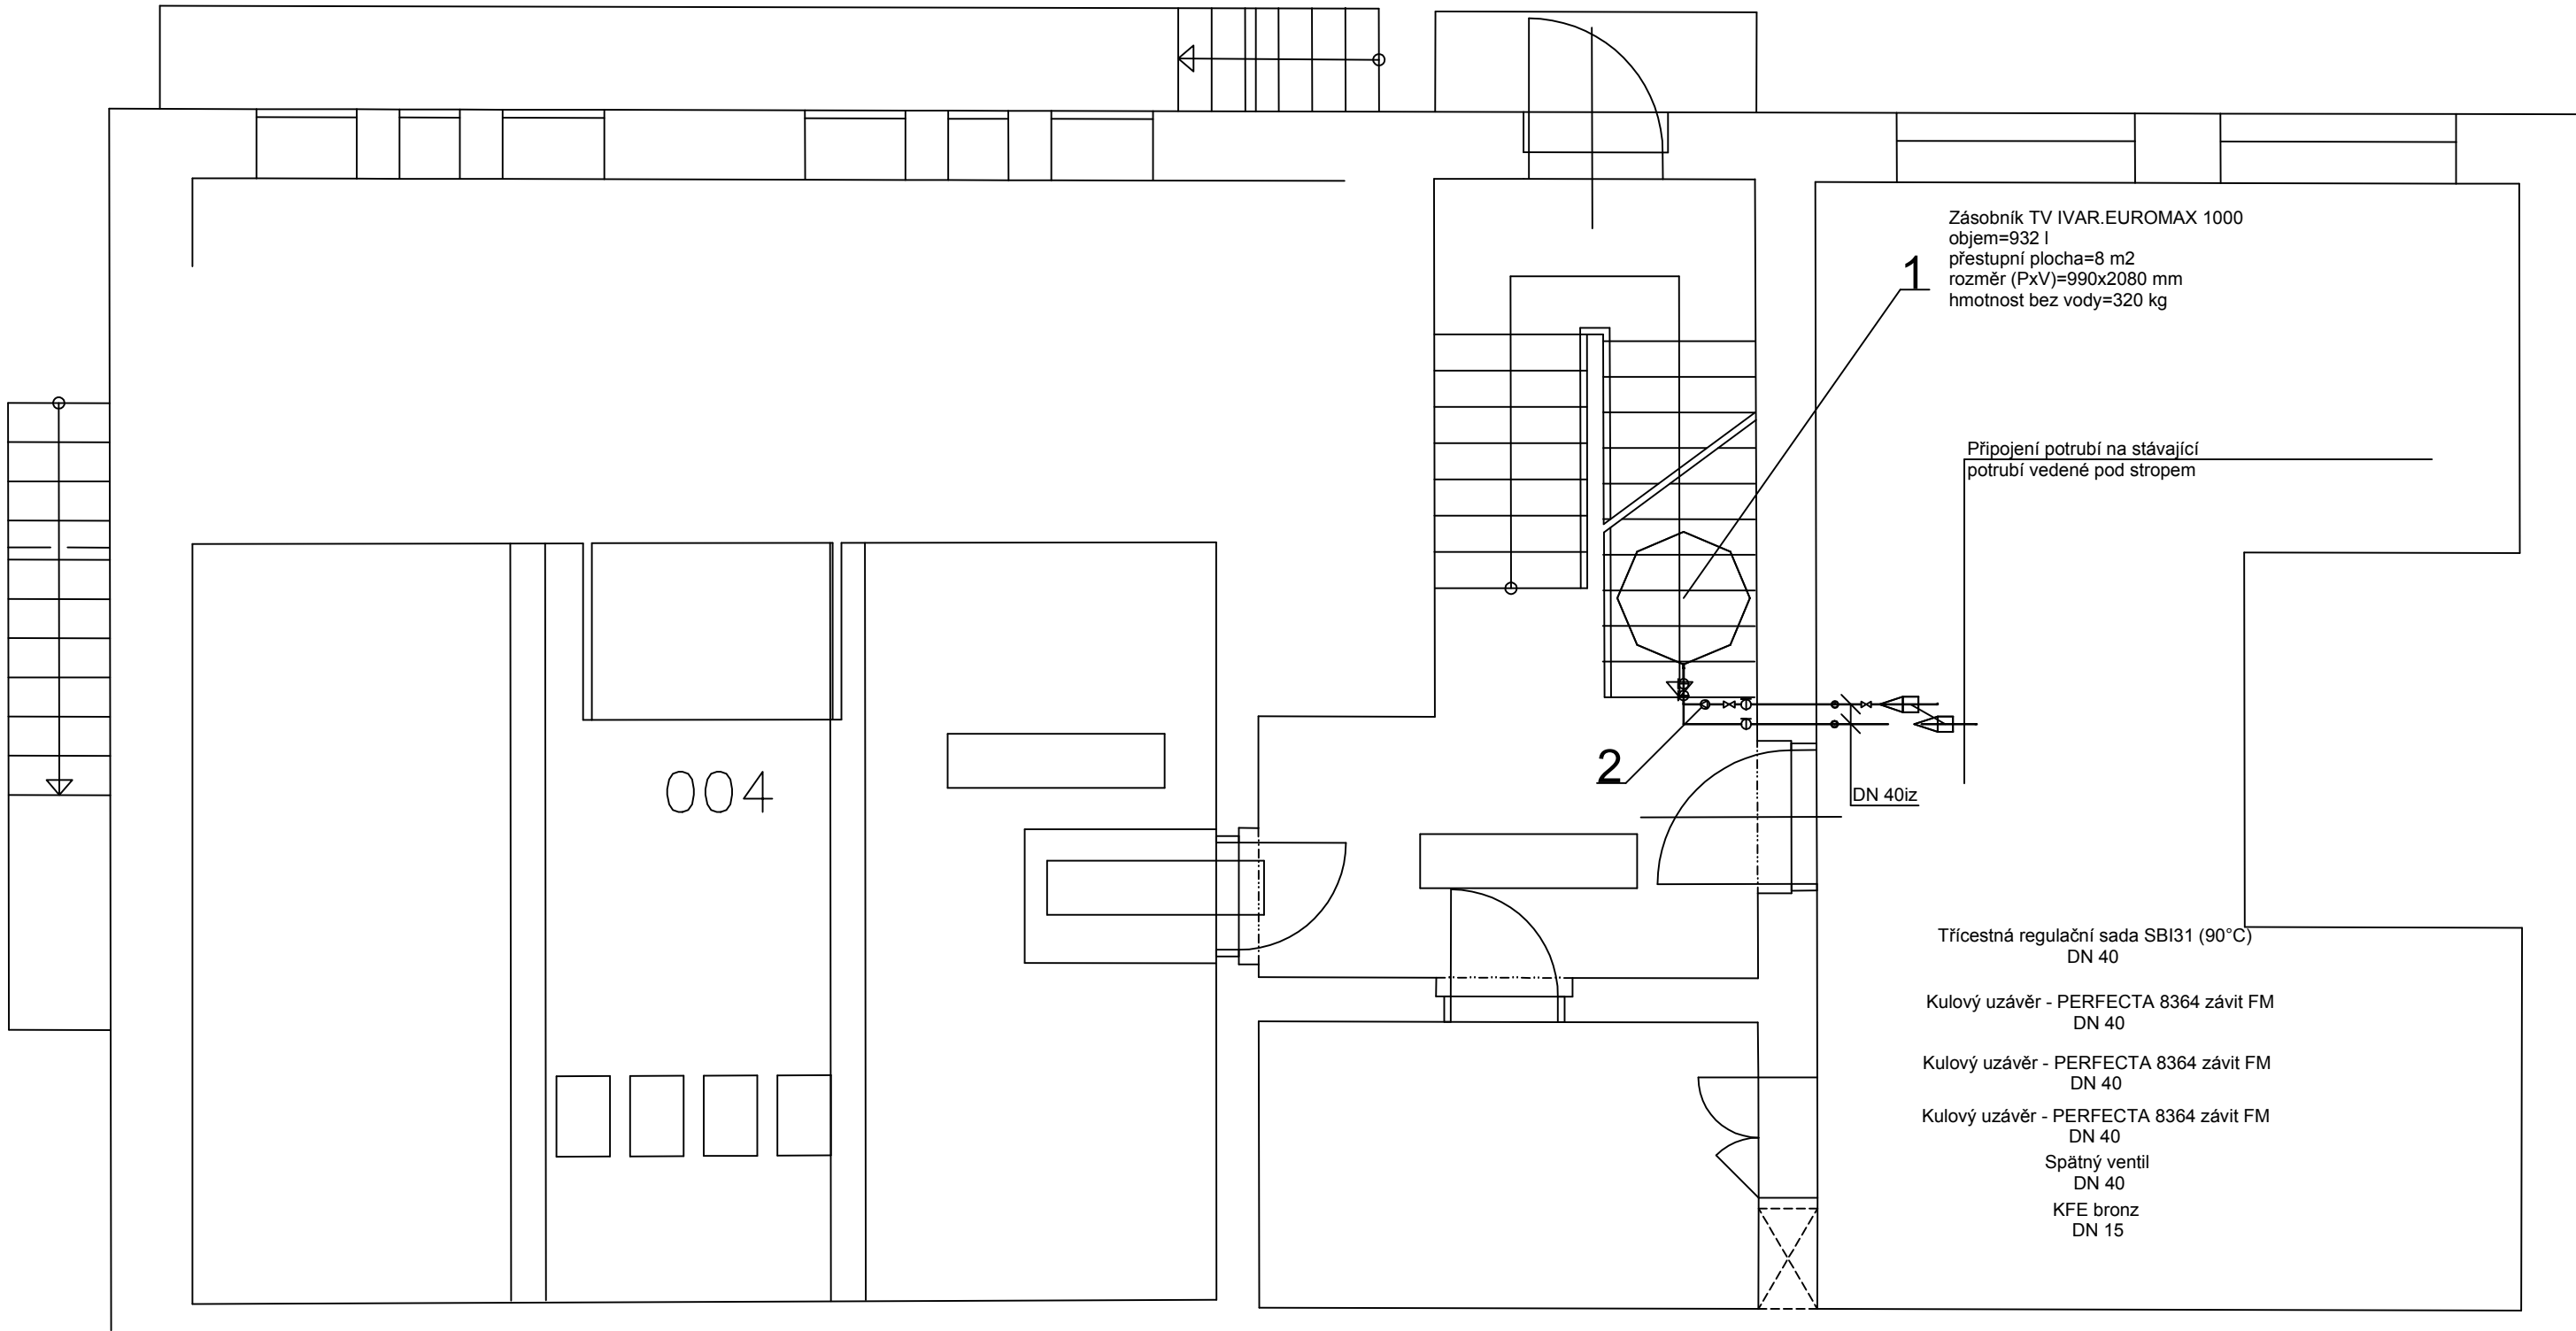 Zásobník TV IVAR.EUROMAX 1000
objem=932 l
přestupní plocha=8 m2
rozměr (PxV)=990x2080 mm
hmotnost bez vody=320 kg
1
Připojení potrubí na stávající
potrubí vedené pod stropem
2
004
DN 40iz
Třícestná regulační sada SBI31 (90°C)
DN 40
Kulový uzávěr - PERFECTA 8364 závit FM
DN 40
Kulový uzávěr - PERFECTA 8364 závit FM
DN 40
Kulový uzávěr - PERFECTA 8364 závit FM
DN 40
Spätný ventil
DN 40
KFE bronz
DN 15